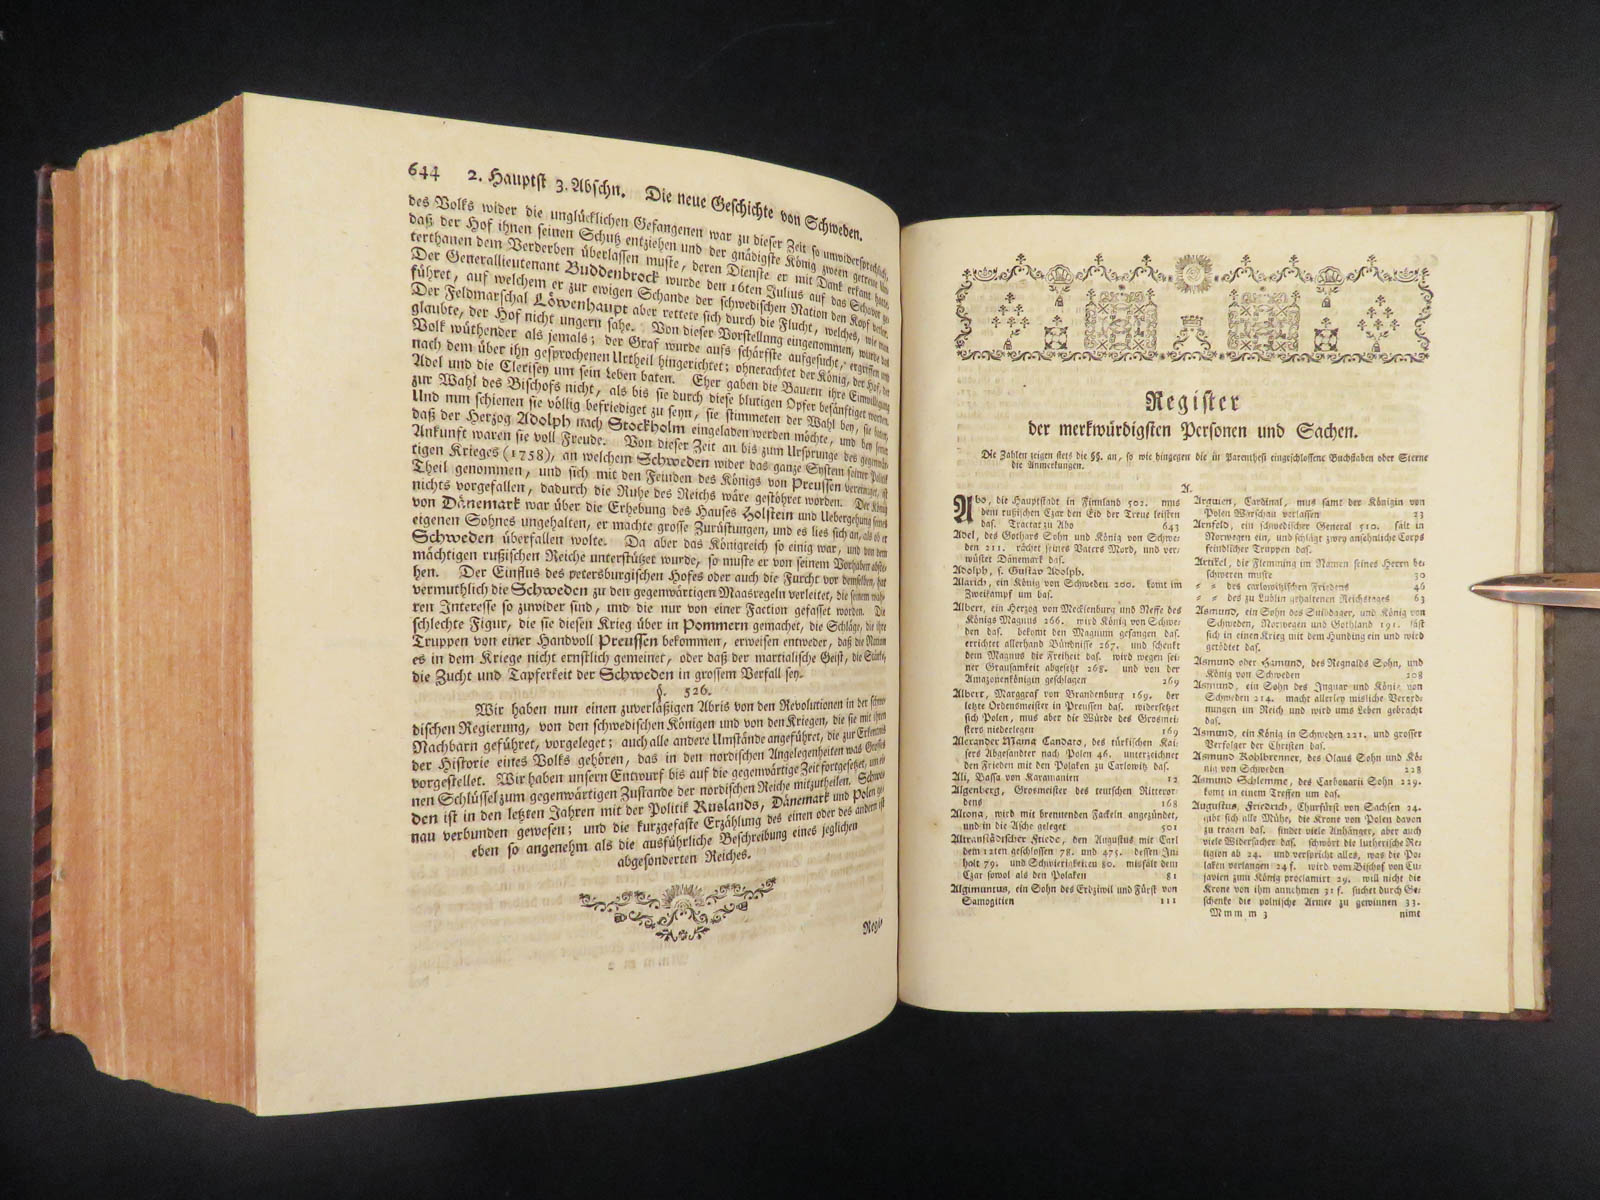 644 2. Hauptst 3. Abschn. Die neue Geschichte von Schweden.
des Volks wider die unglücklichen Gefangenen war zu dieser Zeit so unwidersprechlich,
daß der Hof ihnen seinen Schutz entziehen und der gnädigste König zween getreue Un-
terthanen dem Verderben überlassen muste, deren Dienste er mit Dank erkant hatte.
Der Generallieutenant Buddenbrock wurde den 16ten Julius auf das Schavot ge-
führet, auf welchem er zur ewigen Schande der schwedischen Nation den Kopf verlor.
Der Feldmarschal Löwenhaupt aber rettete sich durch die Flucht, welches, wie man
glaubte, der Hof nicht ungern sahe. Von dieser Vorstellung eingenommen, wurde das
Volk wüthender als jemals; der Graf wurde aufs schärfste aufgesucht, ergriffen und
nach dem über ihn gesprochenen Urtheil hingerichtet; ohnerachtet der König, der Hof, der
Adel und die Clerisey um sein Leben baten. Eher gaben die Bauern ihre Einwilligung
zur Wahl des Bischofs nicht, als bis sie durch diese blutigen Opfer besänftiget worden.
Und nun schienen sie völlig befriediget zu seyn, sie stimmeten der Wahl bey, sie baten,
daß der Herzog Adolph nach Stockholm eingeladen werden möchte, und bey seiner
Ankunft waren sie voll Freude. Von dieser Zeit an bis zum Ursprunge des gegenwär-
tigen Krieges (1758), an welchem Schweden wider das ganze System seiner Politik
Theil genommen, und sich mit den Feinden des Königs von Preussen vereiniget, ist
nichts vorgefallen, dadurch die Ruhe des Reichs wäre gestöhret worden. Der König
von Dänemark war über die Erhebung des Hauses Holstein und Uebergehung seines
eigenen Sohnes ungehalten, er machte grosse Zurüstungen, und es lies sich an, als ob er
Schweden überfallen wolte. Da aber das Königreich so einig war, und von dem
mächtigen rußischen Reiche unterstützet wurde, so muste er von seinem Vorhaben abste-
hen. Der Einflus des petersburgischen Hofes oder auch die Furcht vor demselben, hat
vermuthlich die Schweden zu den gegenwärtigen Maasregeln verleitet, die seinem wah-
ren Interesse so zuwider sind, und die nur von einer Faction gefasset worden. Die
schlechte Figur, die sie diesen Krieg über in Pommern gemachet, die Schläge, die ihre
Truppen von einer Handvoll Preussen bekommen, erweisen entweder, daß die Nation
es in dem Kriege nicht ernstlich gemeinet, oder daß der martialische Geist, die Stärke,
die Zucht und Tapferkeit der Schweden in grossem Verfall sey.
§. 526.
Wir haben nun einen zuverläßigen Abris von den Revolutionen in der schwe-
dischen Regierung, von den schwedischen Königen und von den Kriegen, die sie mit ihren
Nachbarn geführet, vorgeleget; auch alle andere Umstände angeführet, die zur Erkentnis
der Historie eines Volks gehören, das in den nordischen Angelegenheiten was Grosses
vorgestellet. Wir haben unsern Entwurf bis auf die gegenwärtige Zeit fortgesetzt, um ei-
nen Schlüssel zum gegenwärtigen Zustande der nordischen Reiche mitzutheilen. Schwe-
den ist in den letzten Jahren mit der Politik Ruslands, Dänemark und Polen ge-
nau verbunden gewesen; und die kurzgefaste Erzählung des einen oder des andern ist
eben so angenehm als die ausführliche Beschreibung eines jeglichen
abgesonderten Reiches.
Regi-
Register
der merkwürdigsten Personen und Sachen.
Die Zahlen zeigen stets die §§. an, so wie hingegen die in Parenthesi eingeschlossene Buchstaben oder Sterne
die Anmerkungen.
A.
Abo, die Hauptstadt in Finnland 502. mus
dem rußischen Czar den Eid der Treue leisten
das. Tractat zu Abo 643
Adel, des Gothars Sohn und König von Schwe-
den 211. rächet seines Vaters Mord, und ver-
wüstet Dänemark das.
Adolph, s. Gustav Adolph.
Alarich, ein König von Schweden 200. komt im
Zweikampf um das.
Albert, ein Herzog von Mecklenburg und Neffe des
Königs Magnus 266. wird König von Schwe-
den das. bekomt den Magnum gefangen das.
errichtet allerhand Bündnisse 267. und schenkt
dem Magnus die Freiheit das. wird wegen sei-
ner Grausamkeit abgesetzt 268. und von der
Amazonenkönigin geschlagen 269
Albert, Marggraf von Brandenburg 169. der
letzte Ordensmeister in Preussen das. widersetzt
sich Polen, mus aber die Würde des Grosmei-
sters niederlegen 169
Alexander Maina Candaro, des türkischen Kai-
sers Abgesandter nach Polen 46. unterzeichnet
den Frieden mit den Polaken zu Carlowitz das.
Ali, Bassa von Karamanien 12
Algenberg, Grosmeister des teutschen Ritteror-
dens 168
Altona, wird mit brennenden Fackeln angezündet,
und in die Asche geleget 501
Altranstädtischer Friede, den Augustus mit Carl
dem 12ten geschlossen 78. und 475. dessen Jn-
halt 79. und Schwierigkeiten 80. misfält dem
Czar sowol als den Polaken 81
Algimuntus, ein Sohn des Erdziwil und Fürst von
Samogitien 111
Arquien, Cardinal, mus samt der Königin von
Polen Warschau verlassen 23
Arnfeld, ein schwedischer General 510. fält in
Norwegen ein, und schlägt zwey ansehnliche Corps
feindlicher Truppen das.
Artikel, die Flemming im Namen seines Herrn be-
schweren muste 30
- - des carlowitzischen Friedens 46
- - des zu Lublin gehaltenen Reichstages 63
Asmund, ein Sohn des Suibdager, und König von
Schweden, Norwegen und Gothland 191. läst
sich in einen Krieg mit dem Hunding ein und wird
getödtet das.
Asmund oder Hamund, des Regnalds Sohn, und
König von Schweden 208
Asmund, ein Sohn des Jnguar und König von
Schweden 214. macht allerley misliche Verord-
nungen im Reich und wird ums Leben gebracht
das.
Asmund, ein König in Schweden 221. und grosser
Verfolger der Christen das.
Asmund Kohlbrenner, des Olaus Sohn und Kö-
nig von Schweden 228
Asmund Schlemme, des Carbonarii Sohn 229.
komt in einem Treffen um das.
Augustus, Friedrich, Churfürst von Sachsen 24.
gibt sich alle Mühe, die Krone von Polen davon
zu tragen das. findet viele Anhänger, aber auch
viele Widersacher das. schwört die lutherische Re-
ligion ab 24. und verspricht alles, was die Po-
laken verlangen 24 f. wird vom Bischof von Cu-
javien zum König proclamirt 29. will nicht die
Krone von ihm annehmen 31 f. suchet durch Ge-
schenke die polnische Armee zu gewinnen 33.
Mmm m 3 nimt